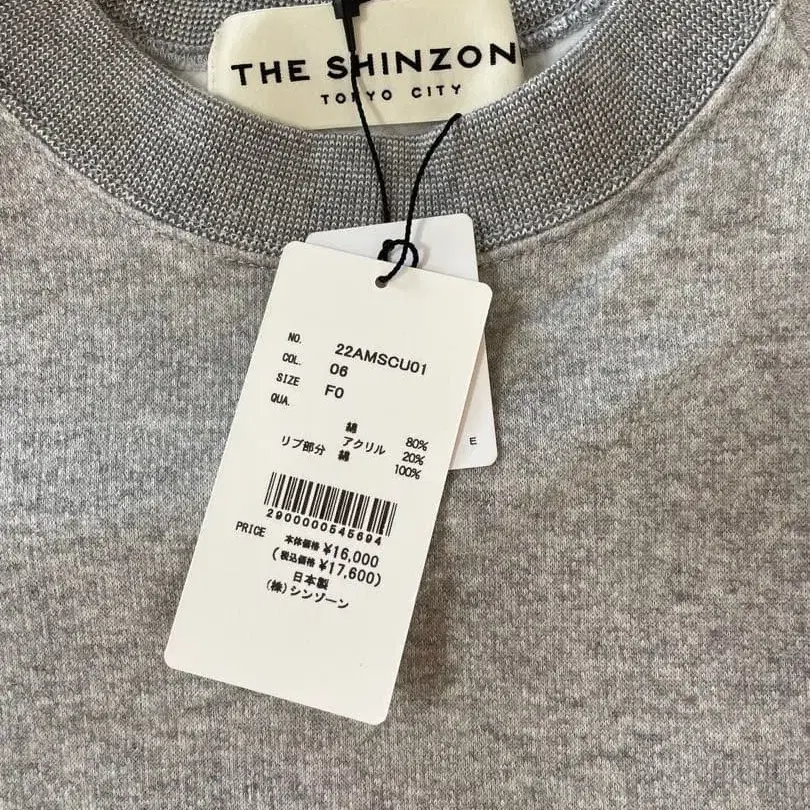 THE SHINZON
TOKYO CITY
NO. 22AMSCU01
COL. 06
SIZE F0
QUA.
綿 80%
アクリル 20%
リブ部分 綿 100%
2900000545694
PRICE 本体価格 ¥16,000
(税込価格 ¥17,600)
日本製
(株)シンゾーン
E